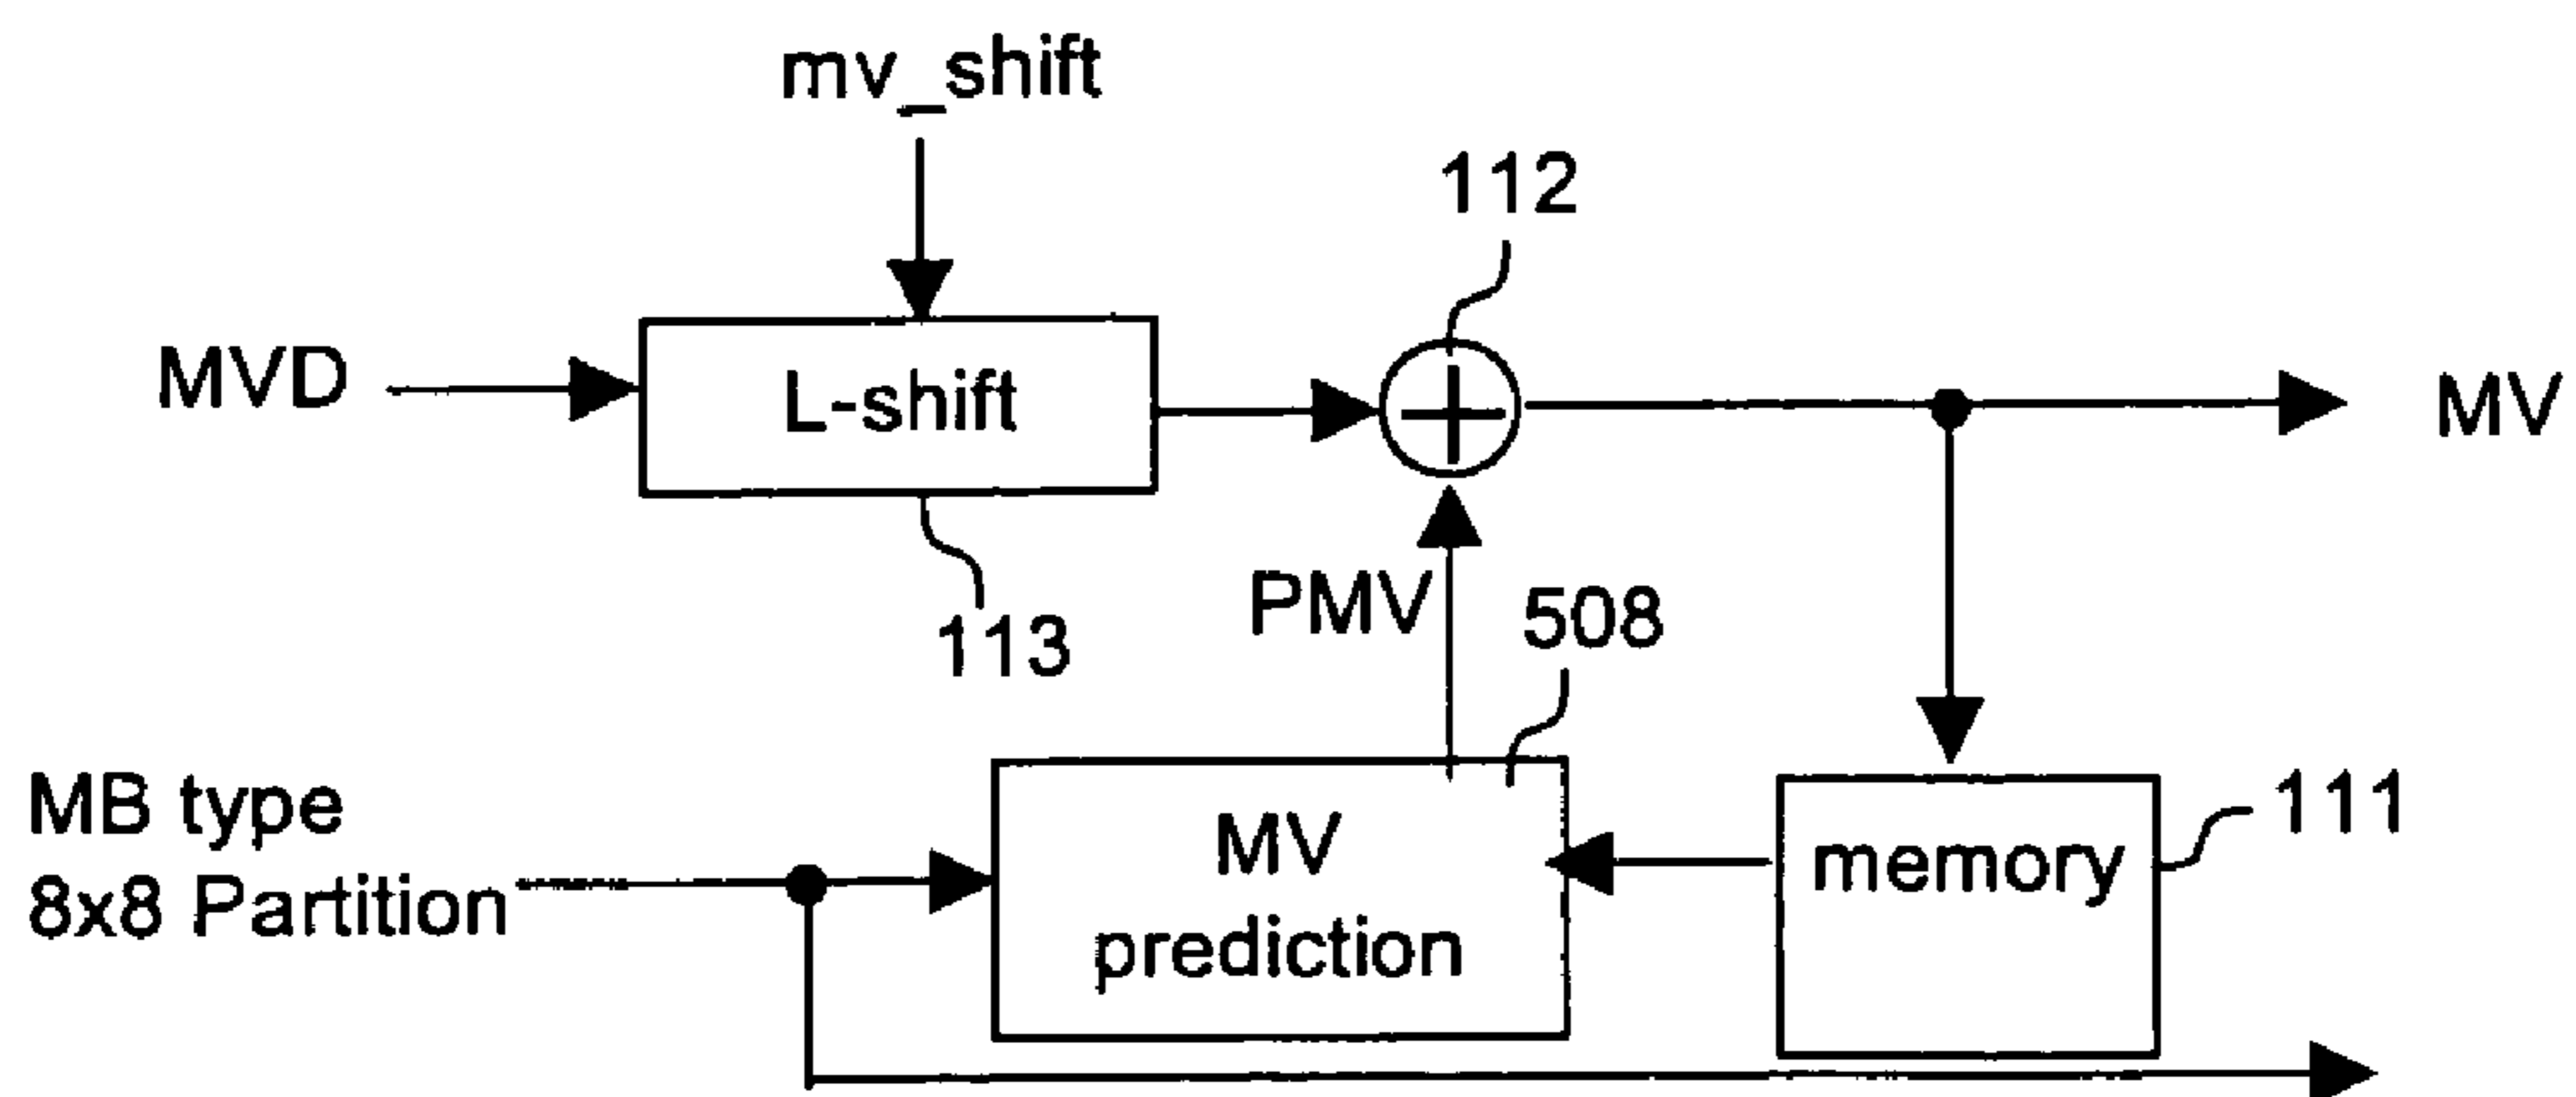 mv_shift
112
MVD
L-shift
MV
113
PMV
508
MB type
8x8 Partition
MV
prediction
memory
111